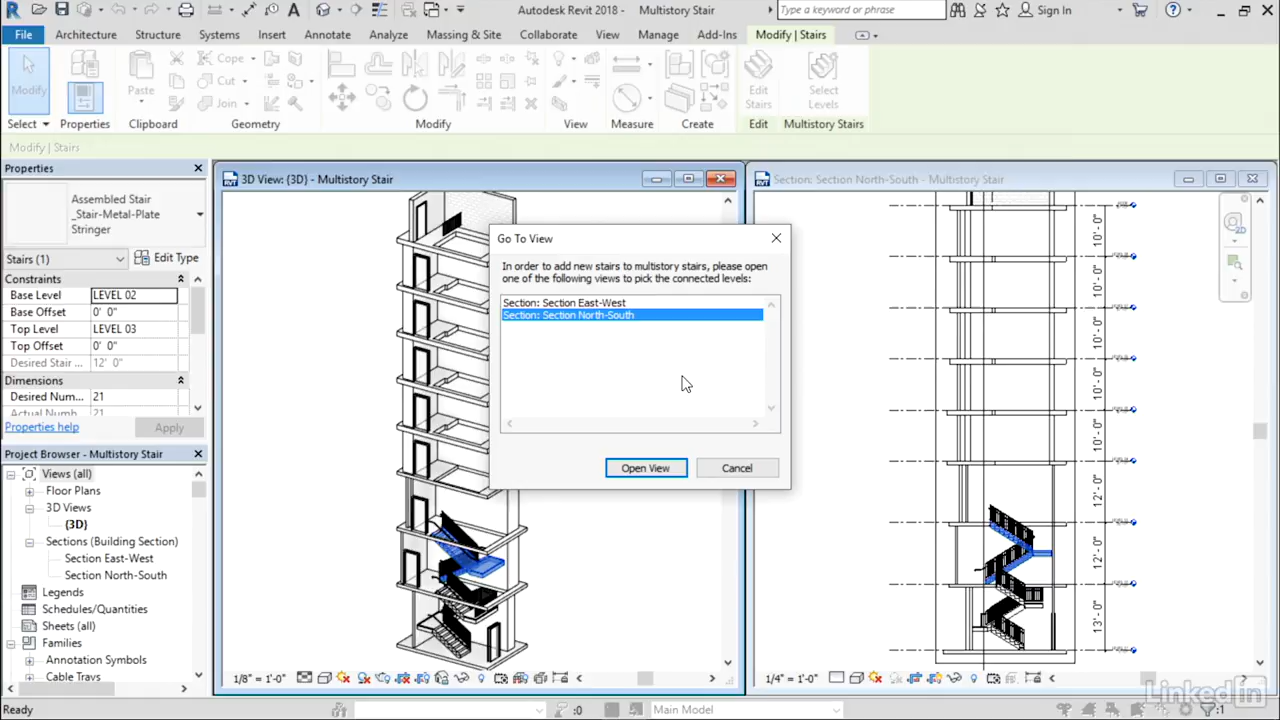 Autodesk Revit 2018 - Multistory Stair
Type a keyword or phrase
Sign In
File Architecture Structure Systems Insert Annotate Analyze Massing & Site Collaborate View Manage Add-Ins Modify | Stairs
Modify
Paste
Cope
Cut
Join
Edit Stairs
Select Levels
Select Properties Clipboard Geometry Modify View Measure Create Edit Multistory Stairs
Modify | Stairs
Properties
Assembled Stair
_Stair-Metal-Plate
Stringer
Stairs (1)
Edit Type
Constraints
Base Level LEVEL 02
Base Offset 0' 0"
Top Level LEVEL 03
Top Offset 0' 0"
Desired Stair ... 12' 0"
Dimensions
Desired Num... 21
Actual Numb... 21
Properties help
Apply
Project Browser - Multistory Stair
Views (all)
Floor Plans
3D Views
{3D}
Sections (Building Section)
Section East-West
Section North-South
Legends
Schedules/Quantities
Sheets (all)
Families
Annotation Symbols
Cable Trays
3D View: {3D} - Multistory Stair
1/8" = 1'-0"
Go To View
In order to add new stairs to multistory stairs, please open
one of the following views to pick the connected levels:
Section: Section East-West
Section: Section North-South
Open View
Cancel
Section: Section North-South - Multistory Stair
2D
10' - 0"
10' - 0"
10' - 0"
10' - 0"
10' - 0"
12' - 0"
12' - 0"
13' - 0"
1/4" = 1'-0"
Ready
:0
Main Model
:1
Linked in